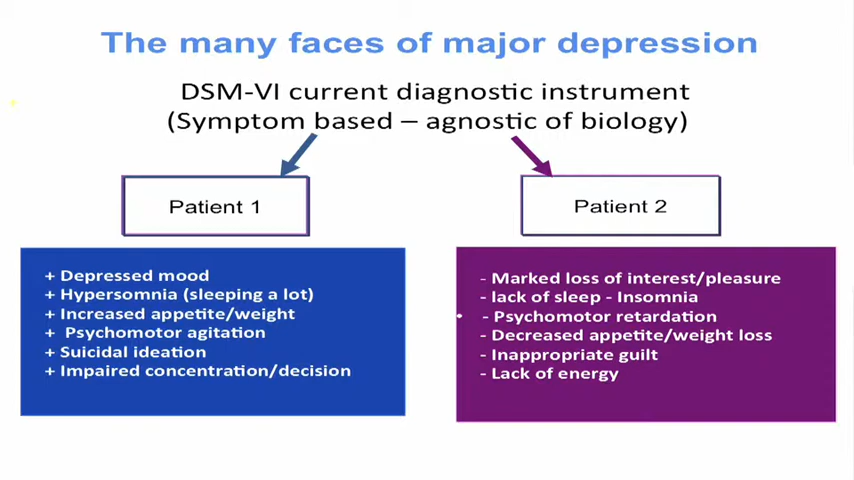 The many faces of major depression
DSM-VI current diagnostic instrument
(Symptom based – agnostic of biology)
Patient 1
+ Depressed mood
+ Hypersomnia (sleeping a lot)
+ Increased appetite/weight
+ Psychomotor agitation
+ Suicidal ideation
+ Impaired concentration/decision
Patient 2
- Marked loss of interest/pleasure
- lack of sleep - Insomnia
• - Psychomotor retardation
- Decreased appetite/weight loss
- Inappropriate guilt
- Lack of energy